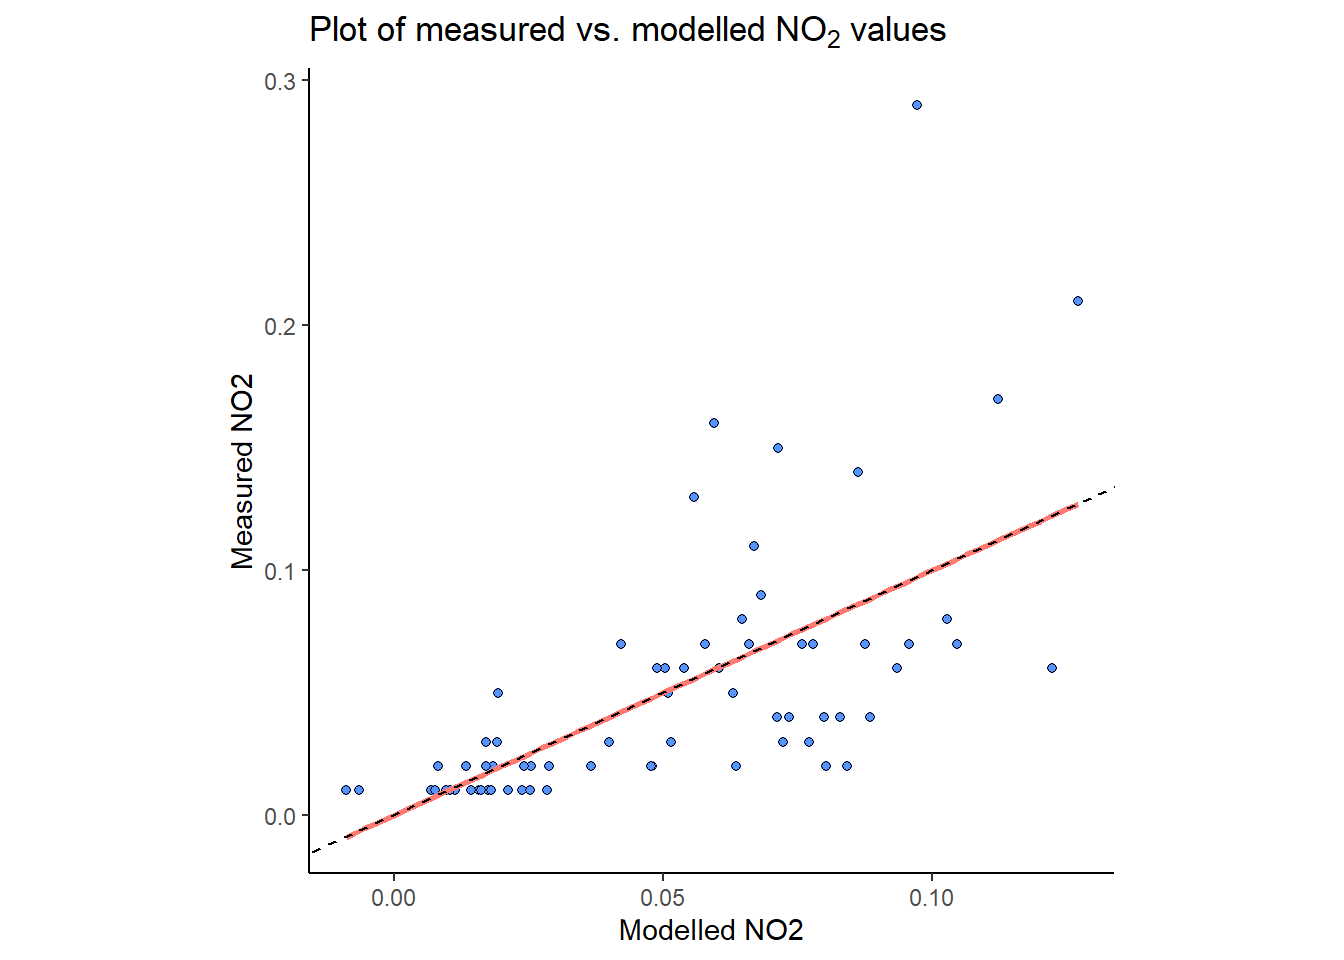 Plot of measured vs. modelled NO₂ values
0.3
0.2
0.1
0.0
Measured NO2
0.00 0.05 0.10
Modelled NO2